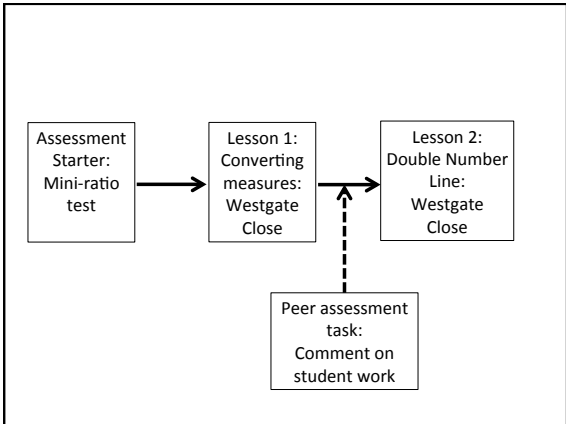 Assessment
Starter:
Mini-ratio
test
Lesson 1:
Converting
measures:
Westgate
Close
Lesson 2:
Double Number
Line:
Westgate
Close
Peer assessment
task:
Comment on
student work